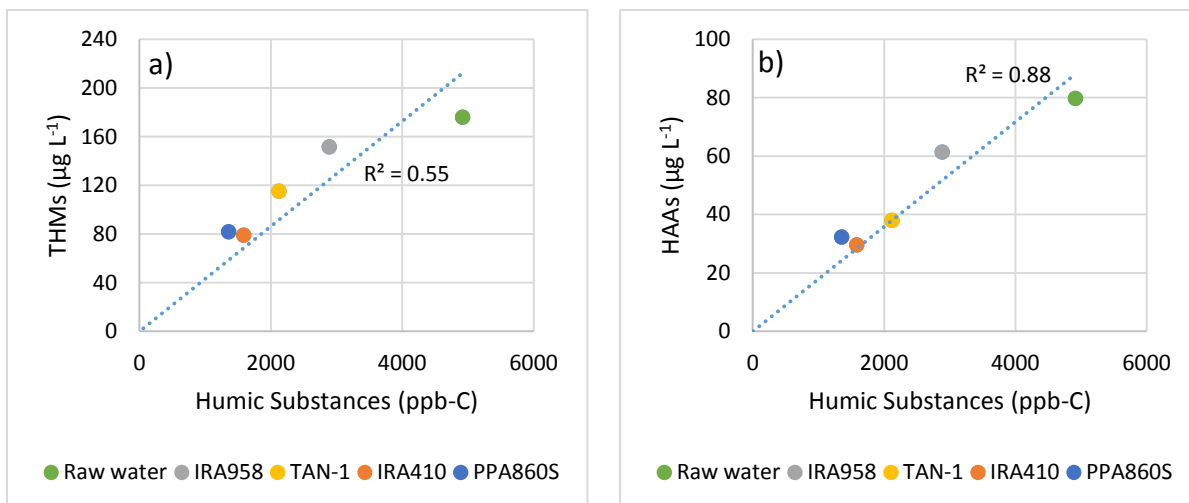 a)
240
200
160
120
80
40
0
THMs (µg L⁻¹)
R² = 0.55
0 2000 4000 6000
Humic Substances (ppb-C)
Raw water IRA958 TAN-1 IRA410 PPA860S
b)
100
80
60
40
20
0
HAAs (µg L⁻¹)
R² = 0.88
0 2000 4000 6000
Humic Substances (ppb-C)
Raw water IRA958 TAN-1 IRA410 PPA860S